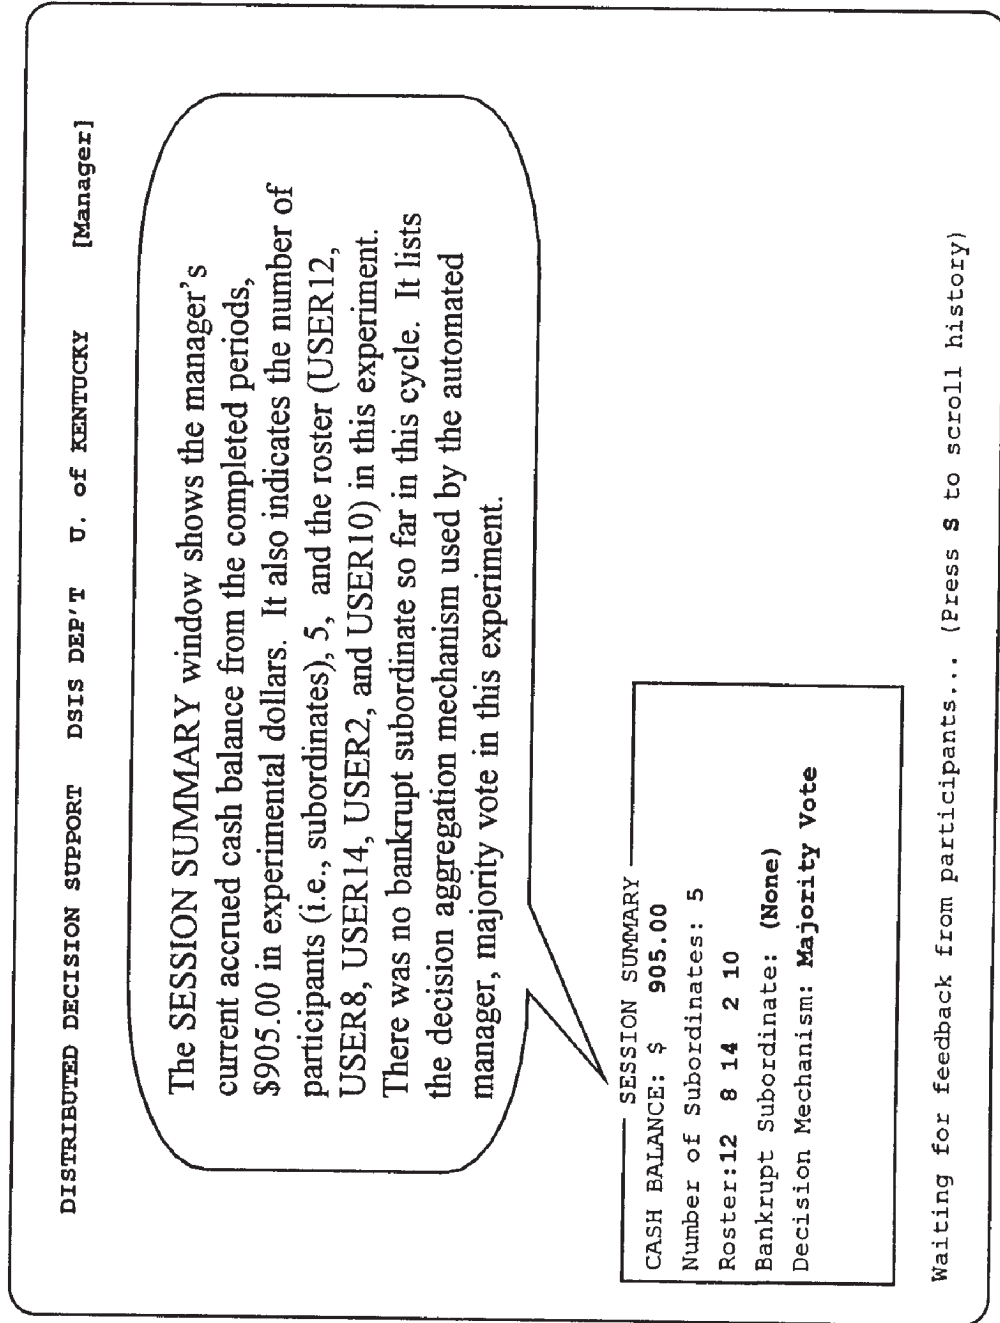 DISTRIBUTED DECISION SUPPORT DSIS DEP'T U. of KENTUCKY [Manager]
The SESSION SUMMARY window shows the manager's
current accrued cash balance from the completed periods,
$905.00 in experimental dollars. It also indicates the number of
participants (i.e., subordinates), 5, and the roster (USER12,
USER8, USER14, USER2, and USER10) in this experiment.
There was no bankrupt subordinate so far in this cycle. It lists
the decision aggregation mechanism used by the automated
manager, majority vote in this experiment.
SESSION SUMMARY
CASH BALANCE: $ 905.00
Number of Subordinates: 5
Roster:12 8 14 2 10
Bankrupt Subordinate: (None)
Decision Mechanism: Majority Vote
Waiting for feedback from participants... (Press S to scroll history)